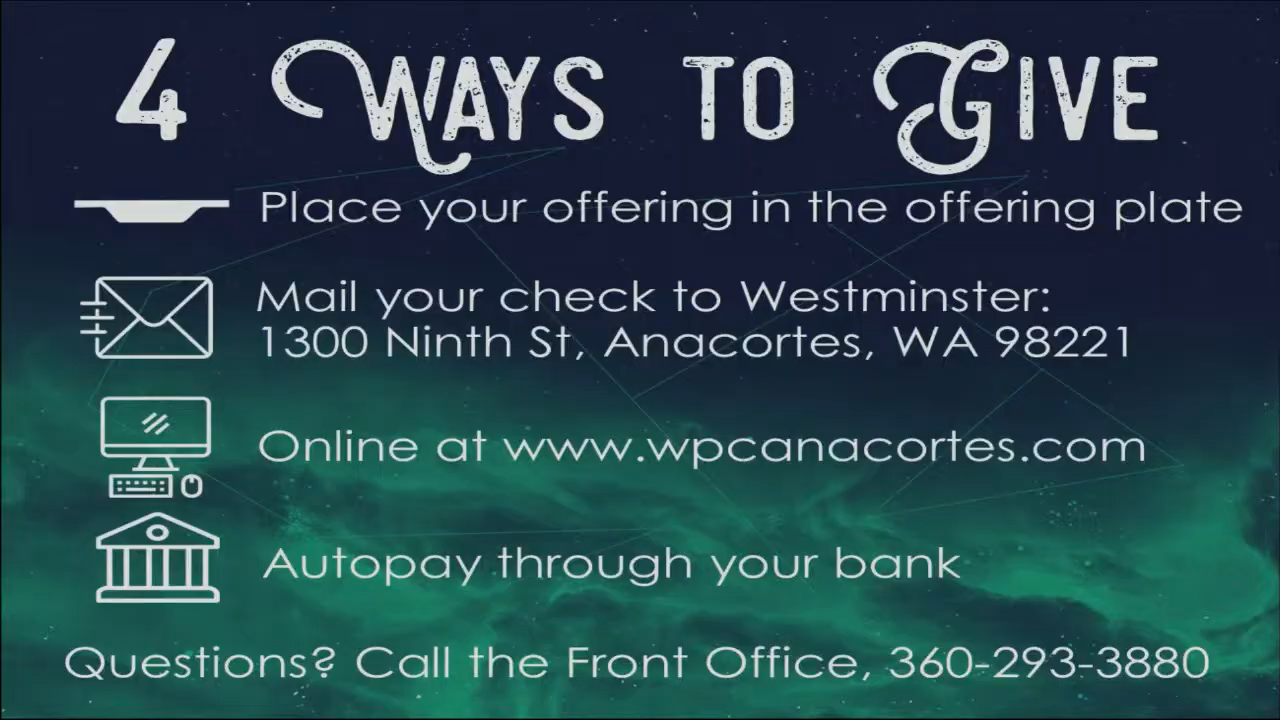 4 Ways to Give
Place your offering in the offering plate
Mail your check to Westminster:
1300 Ninth St, Anacortes, WA 98221
Online at www.wpcanacortes.com
Autopay through your bank
Questions? Call the Front Office, 360-293-3880